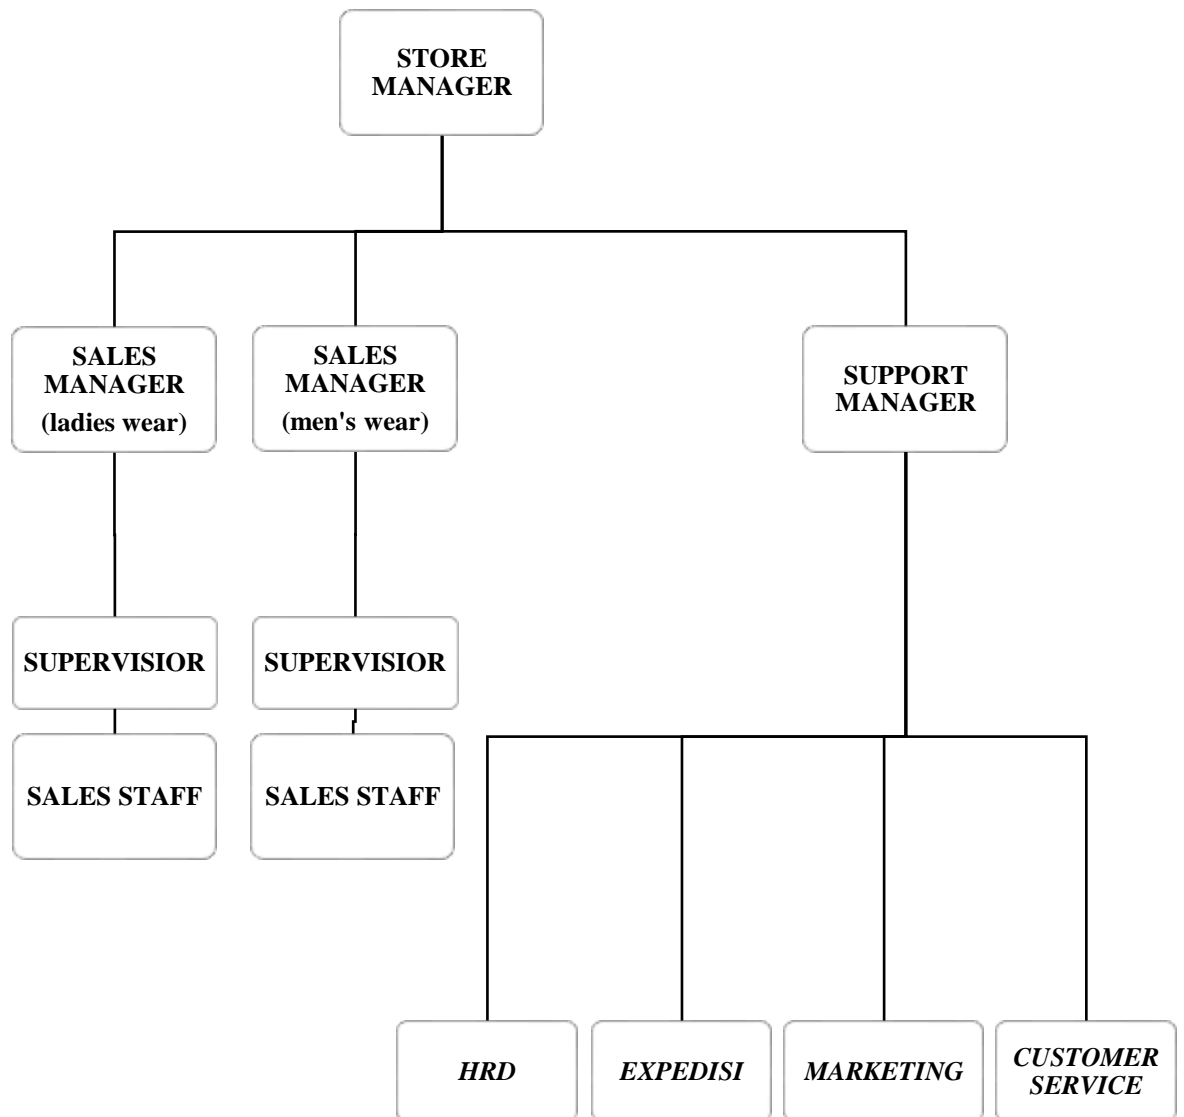 STORE
MANAGER
SALES
MANAGER
(ladies wear)
SALES
MANAGER
(men's wear)
SUPPORT
MANAGER
SUPERVISIOR
SUPERVISIOR
SALES STAFF
SALES STAFF
HRD
EXPEDISI
MARKETING
CUSTOMER
SERVICE